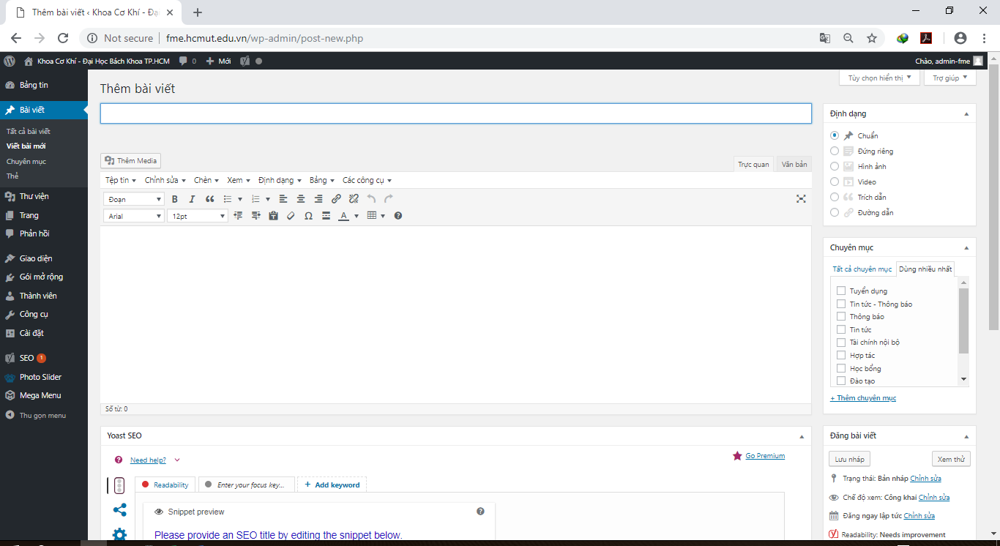 Thêm bài viết ‹ Khoa Cơ Khí - Đạ
Not secure | fme.hcmut.edu.vn/wp-admin/post-new.php
Khoa Cơ Khí - Đại Học Bách Khoa TP.HCM 0 Mới Chào, admin-fme
Tùy chọn hiển thị Trợ giúp
Bảng tin
Bài viết
Tất cả bài viết
Viết bài mới
Chuyên mục
Thẻ
Thư viện
Trang
Phản hồi
Giao diện
Gói mở rộng
Thành viên
Công cụ
Cài đặt
SEO 1
Photo Slider
Mega Menu
Thu gọn menu
Thêm bài viết
Thêm Media
Trực quan Văn bản
Tệp tin Chỉnh sửa Chèn Xem Định dạng Bảng Các công cụ
Đoạn B I
Arial 12pt Ω A
Số từ: 0
Yoast SEO
Need help? Go Premium
Readability Enter your focus key... + Add keyword
Snippet preview
Please provide an SEO title by editing the snippet below.
Định dạng
Chuẩn
Đứng riêng
Hình ảnh
Video
Trích dẫn
Đường dẫn
Chuyên mục
Tất cả chuyên mục Dùng nhiều nhất
Tuyển dụng
Tin tức - Thông báo
Thông báo
Tin tức
Tài chính nội bộ
Hợp tác
Học bổng
Đào tạo
+ Thêm chuyên mục
Đăng bài viết
Lưu nháp Xem thử
Trạng thái: Bản nháp Chỉnh sửa
Chế độ xem: Công khai Chỉnh sửa
Đăng ngay lập tức Chỉnh sửa
Readability: Needs improvement